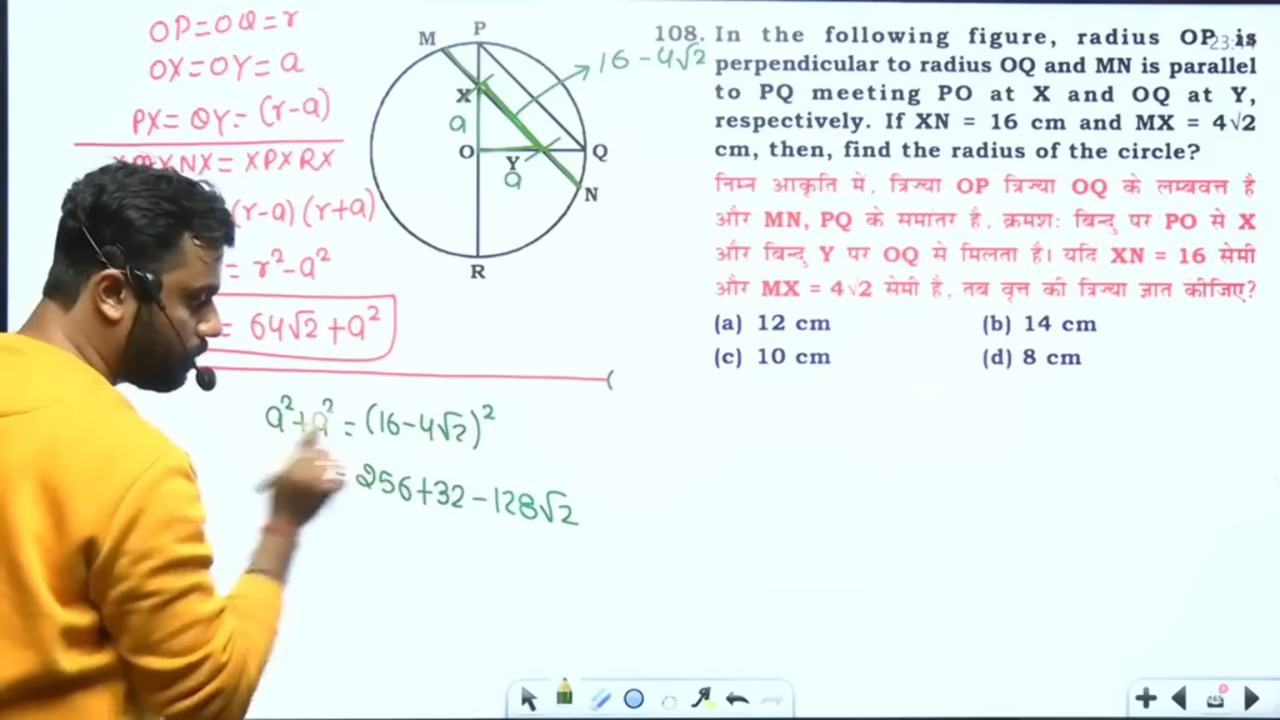 OP=OQ=r
OX=OY=a
PX=QY=(r-a)
NX = XP×RX
(r-a)(r+a)
= r²-a²
= 64√2+a²
a²+a² = (16-4√2)²
= 256+32-128√2
M
P
X
a
O
Y
a
Q
N
R
16-4√2
108. In the following figure, radius OP is
perpendicular to radius OQ and MN is parallel
to PQ meeting PO at X and OQ at Y,
respectively. If XN = 16 cm and MX = 4√2
cm, then, find the radius of the circle?
निम्न आकृति में, त्रिज्या OP त्रिज्या OQ के लम्बवत्त है
और MN, PQ के समांतर है, क्रमशः बिन्दु पर PO से X
और बिन्दु Y पर OQ से मिलता है। यदि XN = 16 सेमी
और MX = 4√2 सेमी है, तब वृत्त की त्रिज्या ज्ञात कीजिए?
(a) 12 cm
(b) 14 cm
(c) 10 cm
(d) 8 cm